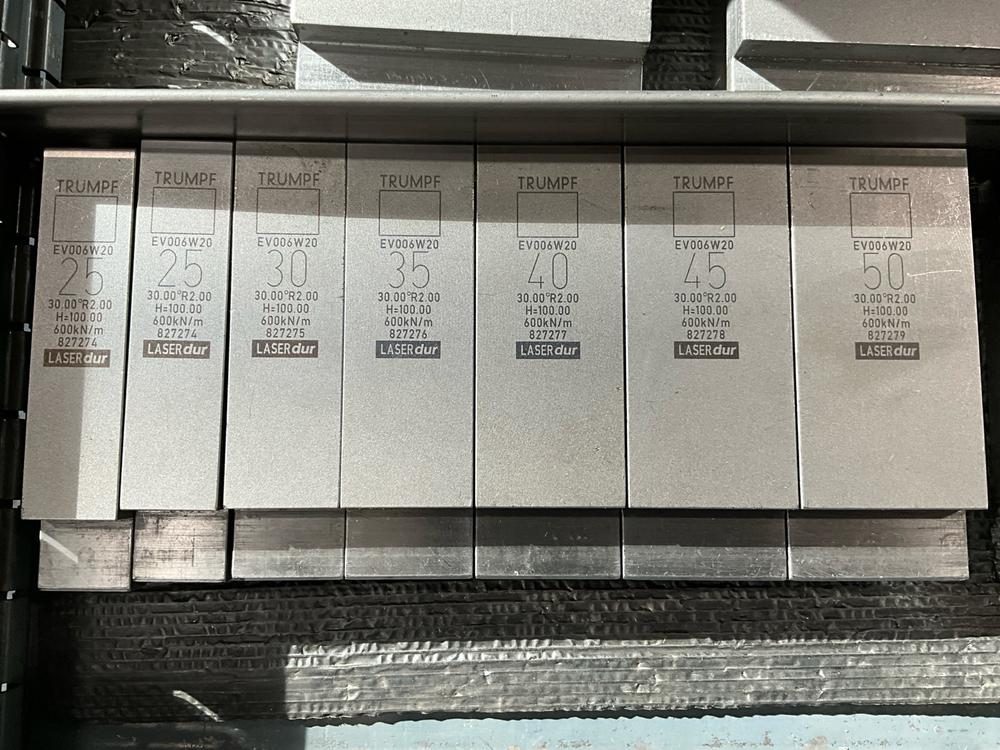 TRUMPF
EV006W20
25
30.00°R2.00
H=100.00
600kN/m
827274
LASERdur
TRUMPF
EV006W20
25
30.00°R2.00
H=100.00
600kN/m
827274
LASERdur
TRUMPF
EV006W20
30
30.00°R2.00
H=100.00
600kN/m
827275
LASERdur
TRUMPF
EV006W20
35
30.00°R2.00
H=100.00
600kN/m
827276
LASERdur
TRUMPF
EV006W20
40
30.00°R2.00
H=100.00
600kN/m
827277
LASERdur
TRUMPF
EV006W20
45
30.00°R2.00
H=100.00
600kN/m
827278
LASERdur
TRUMPF
EV006W20
50
30.00°R2.00
H=100.00
600kN/m
827279
LASERdur